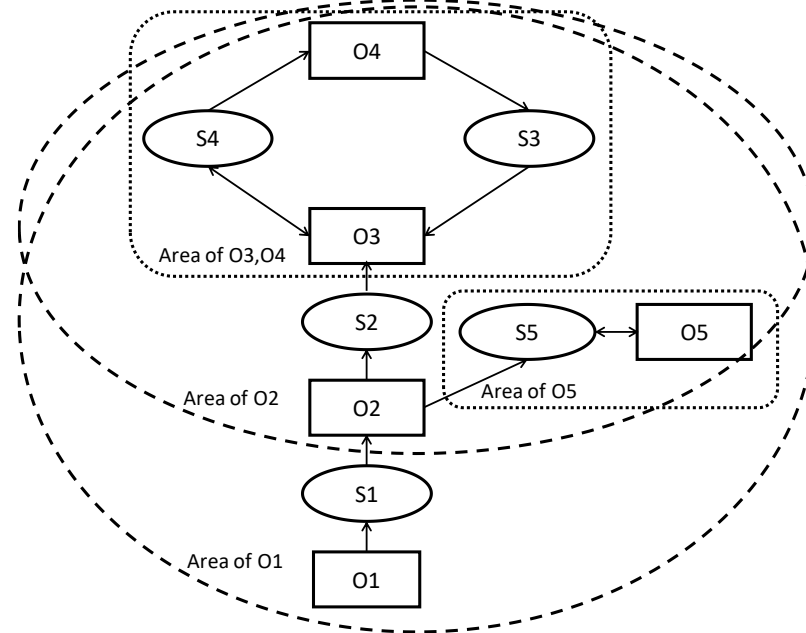 O4
S4
S3
O3
Area of O3,O4
S2
S5
O5
Area of O2
O2
Area of O5
S1
Area of O1
O1